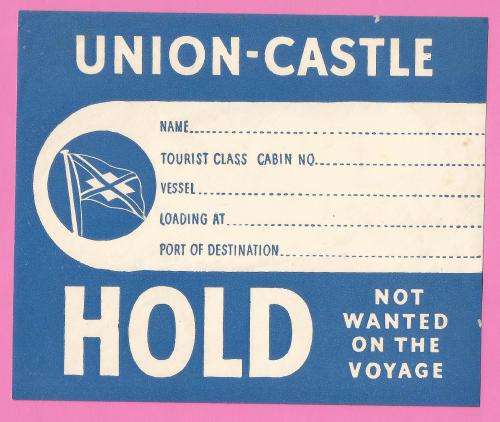 UNION-CASTLE
NAME
TOURIST CLASS CABIN NO.
VESSEL
LOADING AT
PORT OF DESTINATION
HOLD
NOT
WANTED
ON THE
VOYAGE